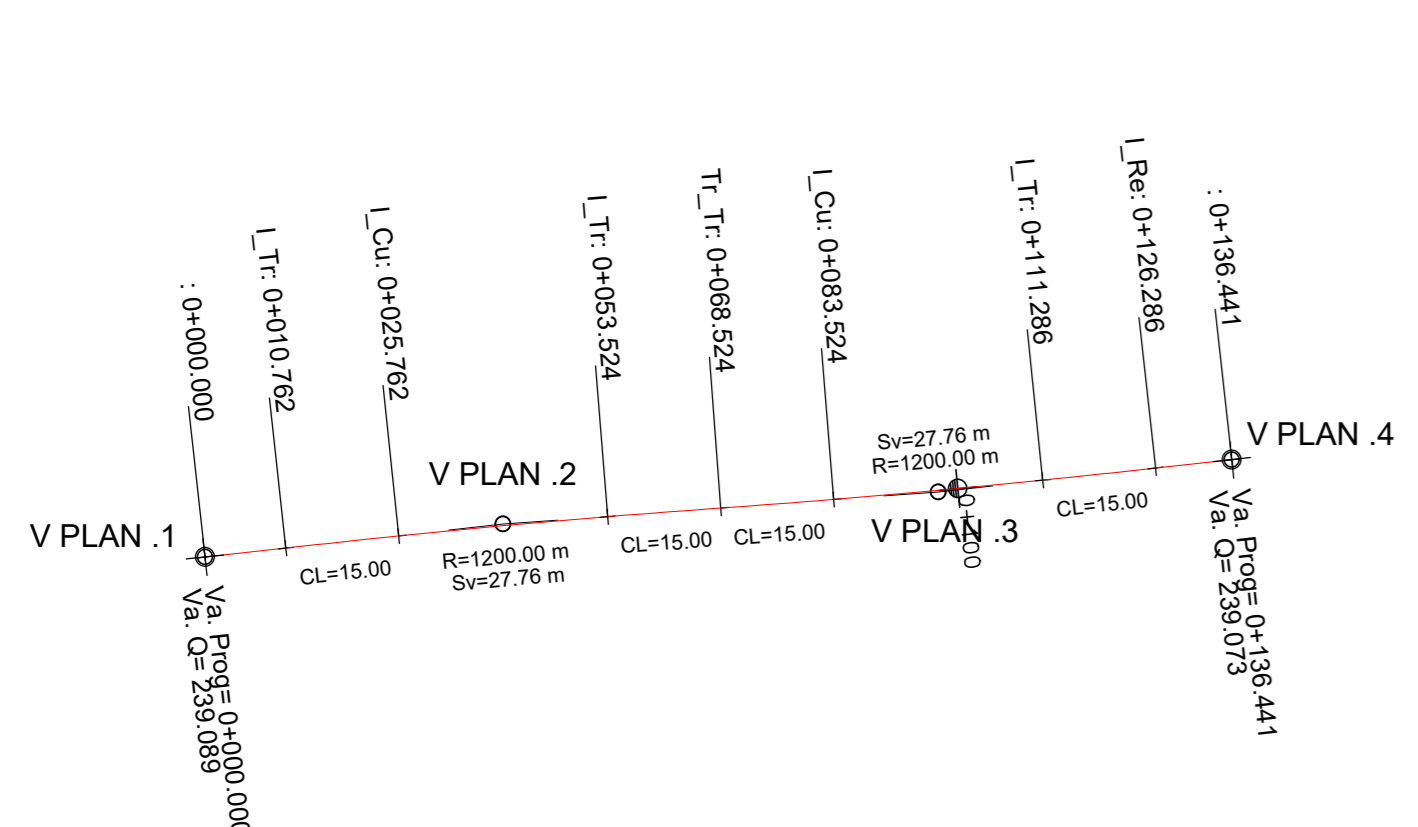 : 0+000.000
I_Tr: 0+010.762
I_Cu: 0+025.762
I_Tr: 0+053.524
Tr_Tr: 0+068.524
I_Cu: 0+083.524
I_Tr: 0+111.286
I_Re: 0+126.286
: 0+136.441
V PLAN .1
V PLAN .2
V PLAN .3
V PLAN .4
CL=15.00
R=1200.00 m
Sv=27.76 m
CL=15.00
CL=15.00
Sv=27.76 m
R=1200.00 m
0+100
CL=15.00
Va. Prog= 0+000.000
Va. Q= 239.089
Va. Prog= 0+136.441
Va. Q= 239.073